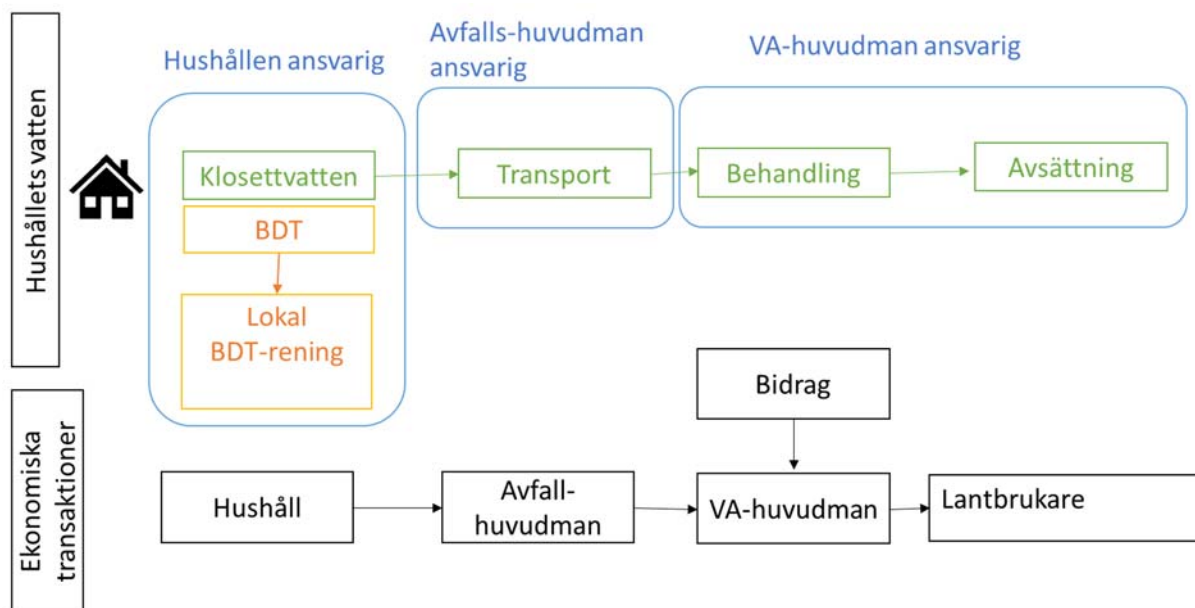 Hushållets vatten
Hushållen ansvarig
Avfalls-huvudman
ansvarig
VA-huvudman ansvarig
Klosettvatten
Transport
Behandling
Avsättning
BDT
Lokal
BDT-rening
Ekonomiska
transaktioner
Bidrag
Hushåll
Avfall-
huvudman
VA-huvudman
Lantbrukare